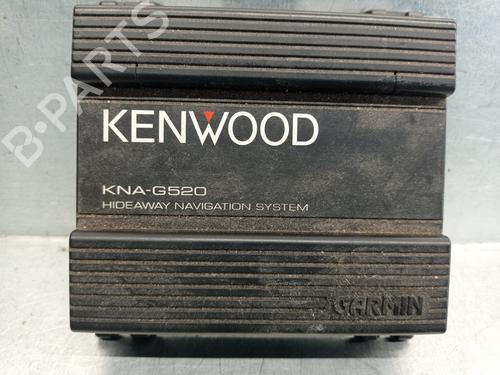 KENWOOD
KNA-G520
HIDEAWAY NAVIGATION SYSTEM
GARMIN
B-PARTS